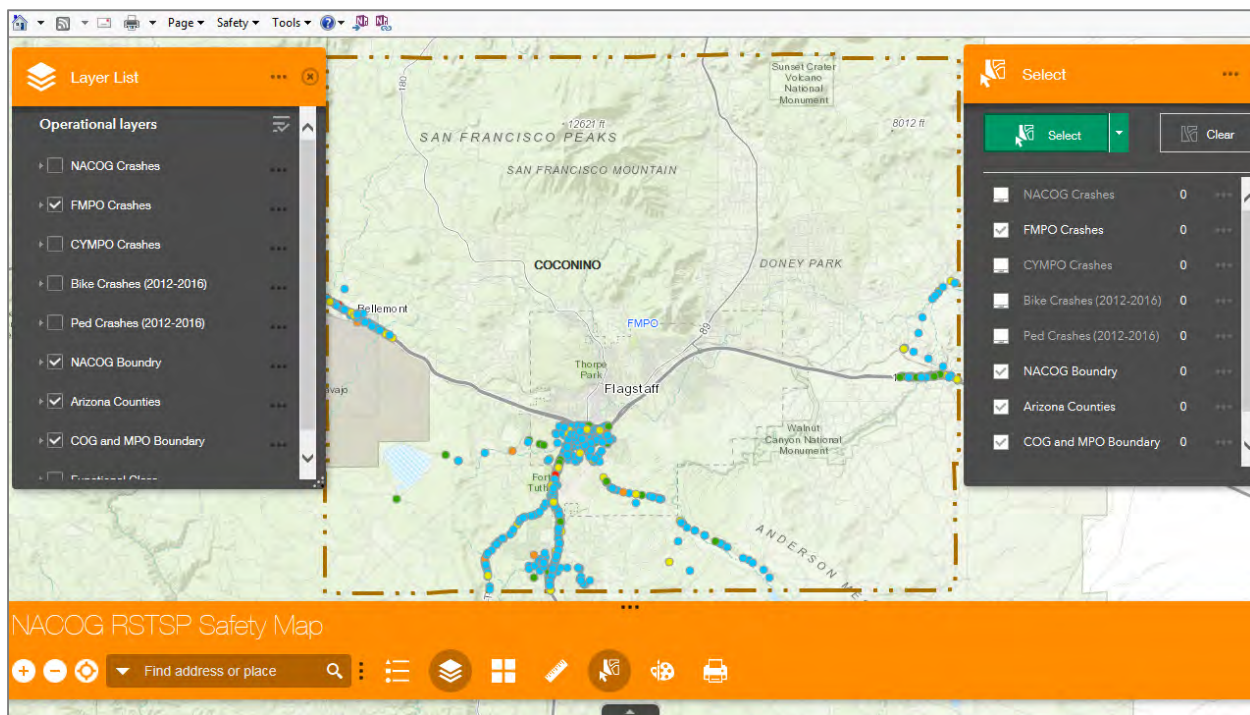 Page
Safety
Tools
Layer List
Operational layers
NACOG Crashes
FMPO Crashes
CYMPO Crashes
Bike Crashes (2012-2016)
Ped Crashes (2012-2016)
NACOG Boundry
Arizona Counties
COG and MPO Boundary
Functional Class
180
Sunset Crater
Volcano
National
Monument
12621 ft
8012 ft
SAN FRANCISCO PEAKS
SAN FRANCISCO MOUNTAIN
COCONINO
DONEY PARK
Bellemont
FMPO
89
Thorpe
Park
Flagstaff
Walnut
Canyon National
Monument
Fort
ANDERSON
Select
Select
Clear
NACOG Crashes 0
FMPO Crashes 0
CYMPO Crashes 0
Bike Crashes (2012-2016) 0
Ped Crashes (2012-2016) 0
NACOG Boundry 0
Arizona Counties 0
COG and MPO Boundary 0
NACOG RSTSP Safety Map
Find address or place